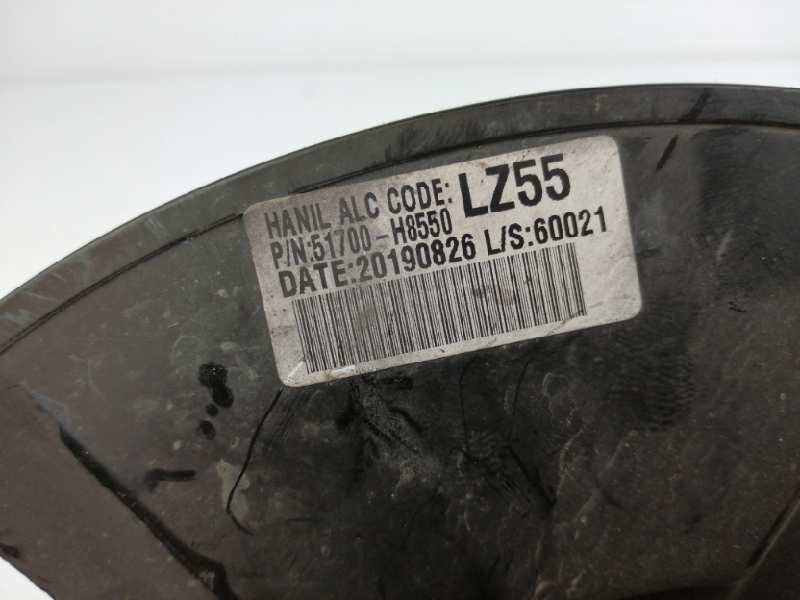 HANIL ALC CODE: LZ55
P/N:51700-H8550
DATE:20190826 L/S:60021